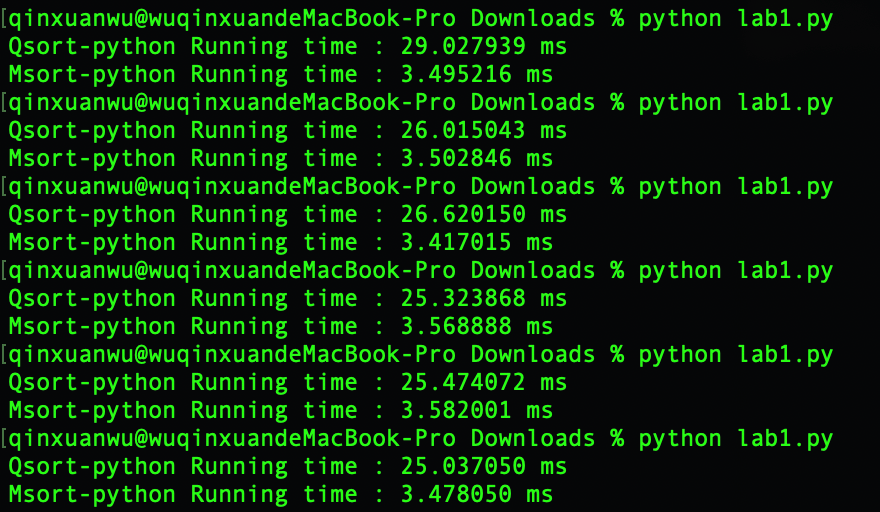 [qinxuanwu@wuqinxuandeMacBook-Pro Downloads % python lab1.py
Qsort-python Running time : 29.027939 ms
Msort-python Running time : 3.495216 ms
[qinxuanwu@wuqinxuandeMacBook-Pro Downloads % python lab1.py
Qsort-python Running time : 26.015043 ms
Msort-python Running time : 3.502846 ms
[qinxuanwu@wuqinxuandeMacBook-Pro Downloads % python lab1.py
Qsort-python Running time : 26.620150 ms
Msort-python Running time : 3.417015 ms
[qinxuanwu@wuqinxuandeMacBook-Pro Downloads % python lab1.py
Qsort-python Running time : 25.323868 ms
Msort-python Running time : 3.568888 ms
[qinxuanwu@wuqinxuandeMacBook-Pro Downloads % python lab1.py
Qsort-python Running time : 25.474072 ms
Msort-python Running time : 3.582001 ms
[qinxuanwu@wuqinxuandeMacBook-Pro Downloads % python lab1.py
Qsort-python Running time : 25.037050 ms
Msort-python Running time : 3.478050 ms